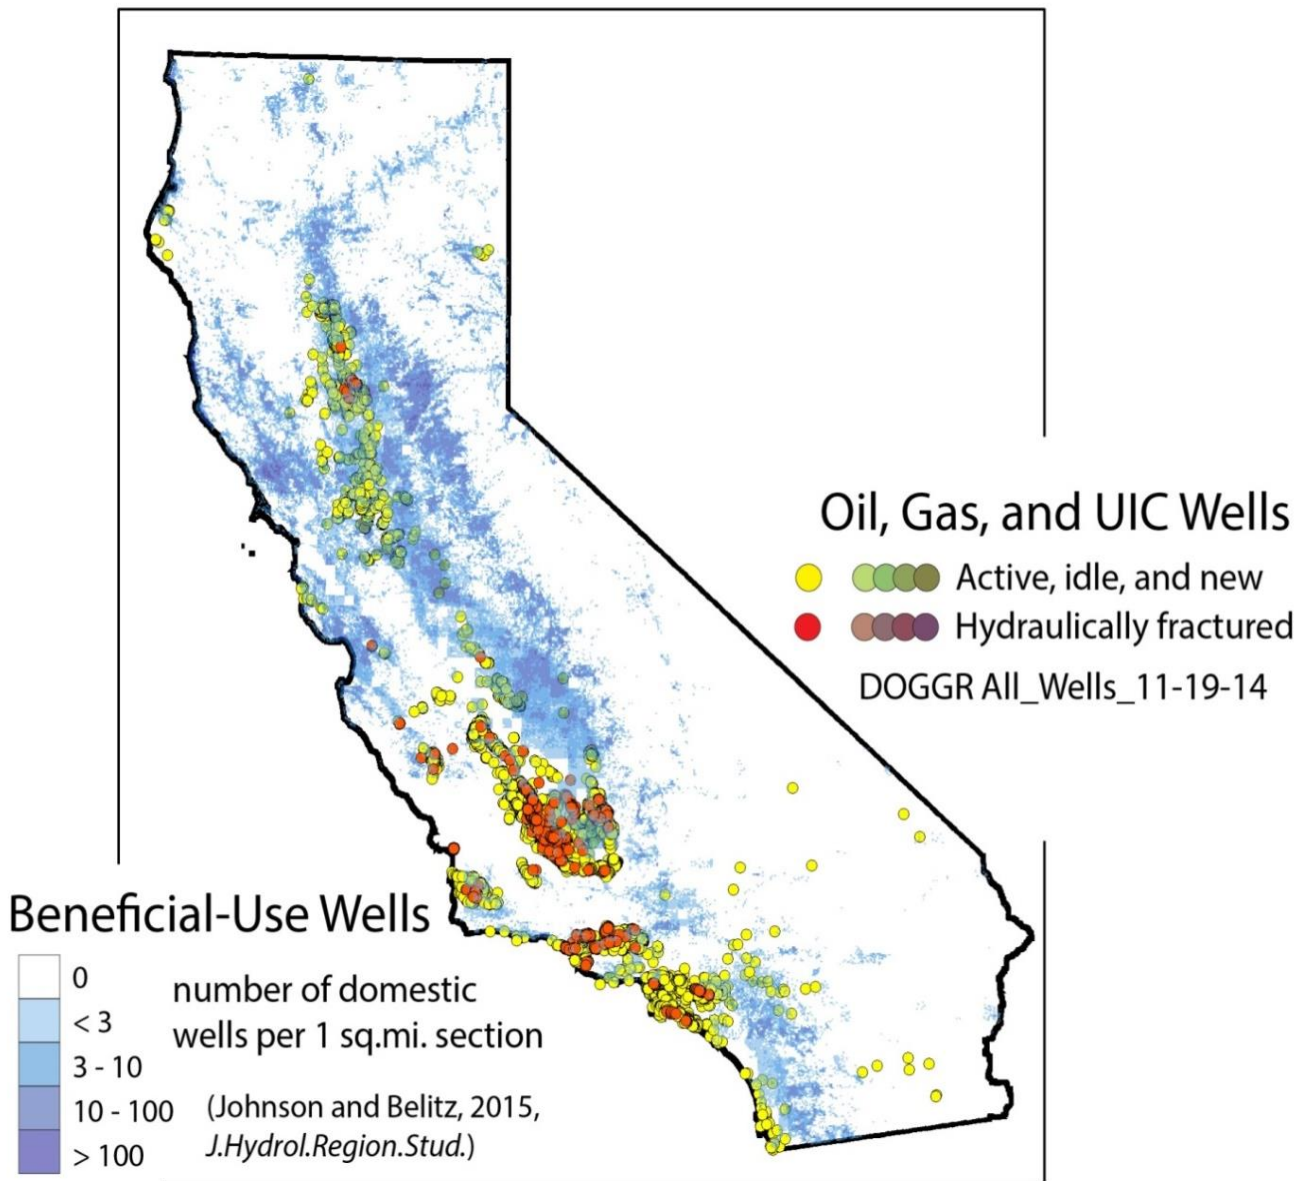 Oil, Gas, and UIC Wells
Active, idle, and new
Hydraulically fractured
DOGGR All_Wells_11-19-14
Beneficial-Use Wells
0
< 3
3 - 10
10 - 100
> 100
number of domestic
wells per 1 sq.mi. section
(Johnson and Belitz, 2015,
J.Hydrol.Region.Stud.)